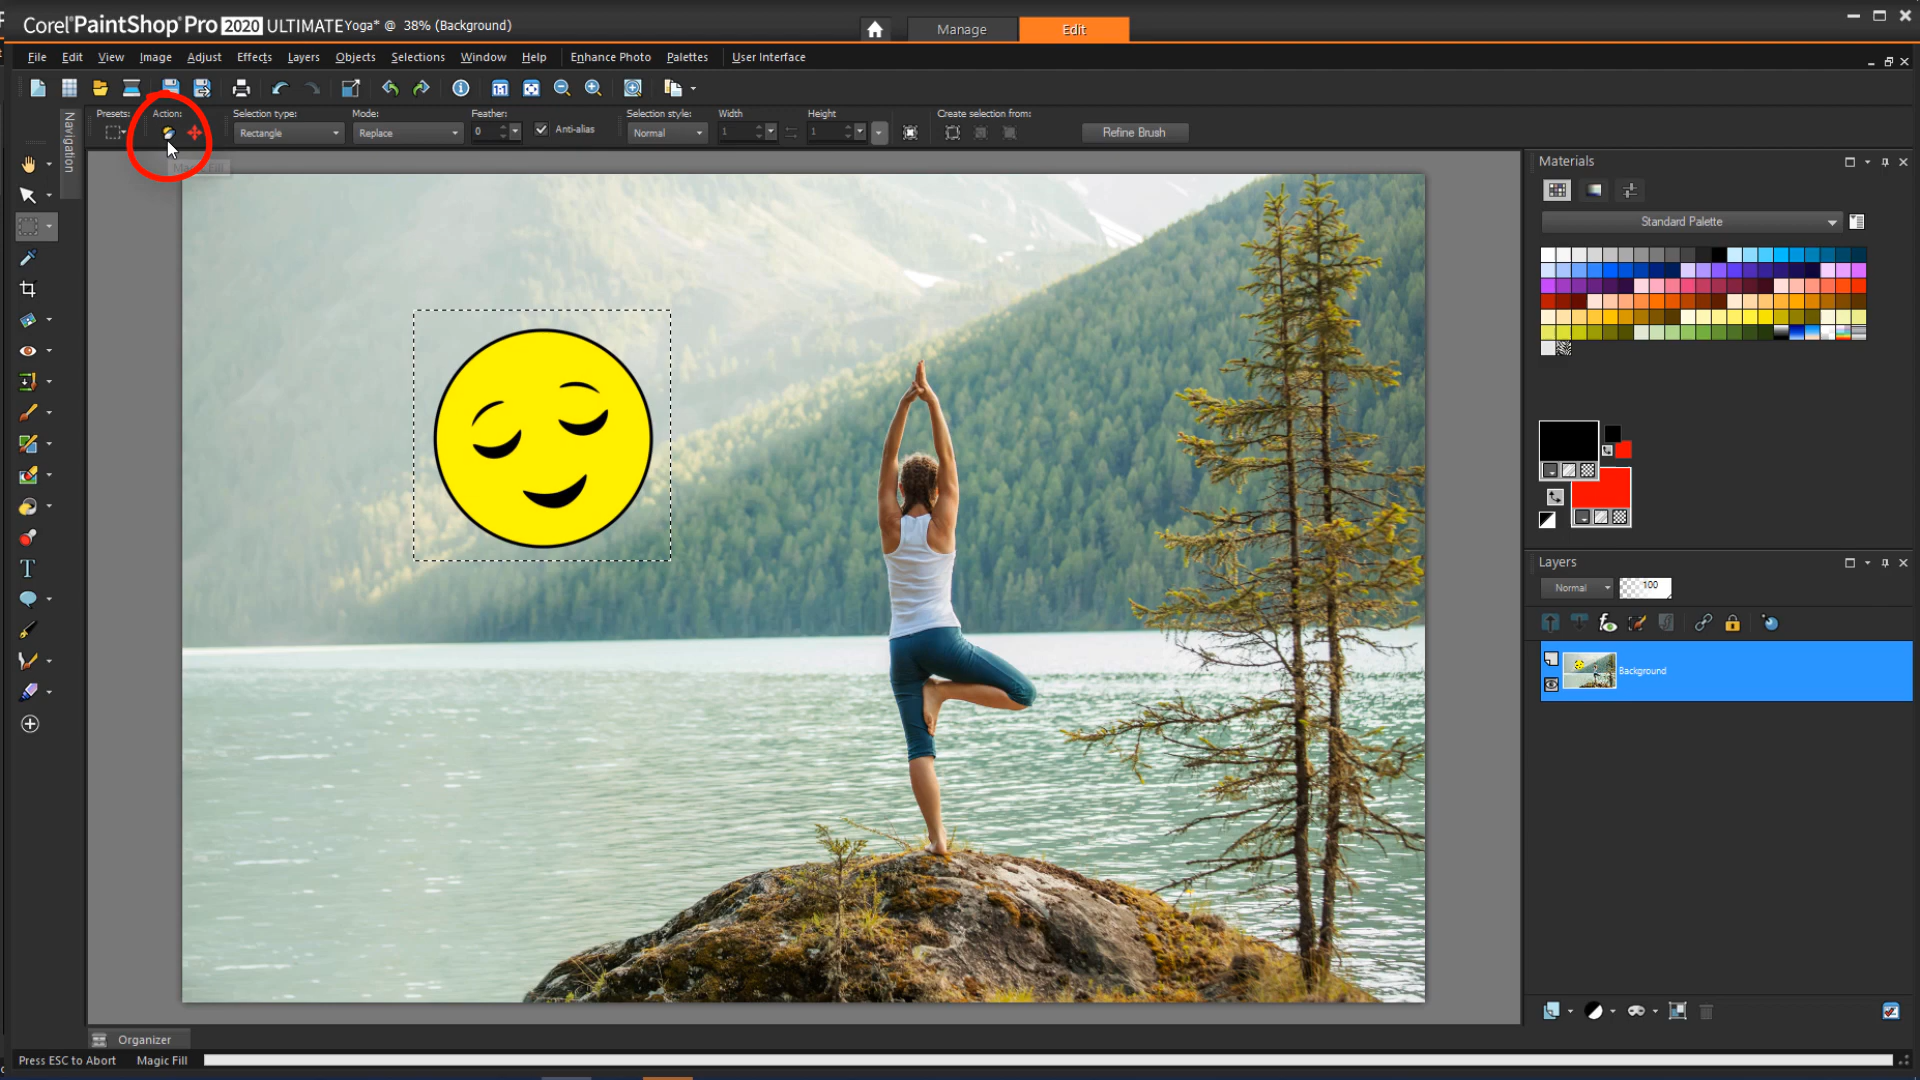 Corel PaintShop Pro 2020 ULTIMATE Yoga* @ 38% (Background)
Manage
Edit
File Edit View Image Adjust Effects Layers Objects Selections Window Help Enhance Photo Palettes User Interface
Presets: Action: Selection type: Mode: Feather: Selection style: Width Height Create selection from:
Rectangle Replace 0 Anti-alias Normal 1 1 Refine Brush
Navigation
Magic Fill
Materials
Standard Palette
Layers
Normal 100
Background
Organizer
Press ESC to Abort Magic Fill